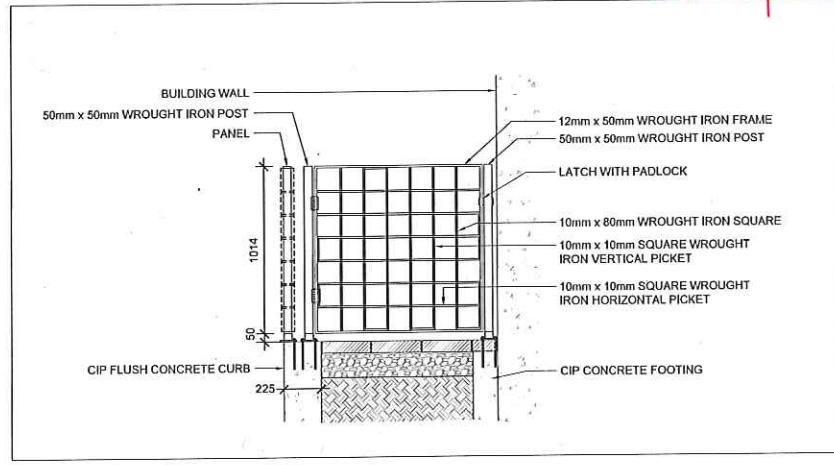 BUILDING WALL
50mm x 50mm WROUGHT IRON POST
PANEL
12mm x 50mm WROUGHT IRON FRAME
50mm x 50mm WROUGHT IRON POST
LATCH WITH PADLOCK
10mm x 80mm WROUGHT IRON SQUARE
10mm x 10mm SQUARE WROUGHT
IRON VERTICAL PICKET
10mm x 10mm SQUARE WROUGHT
IRON HORIZONTAL PICKET
1014
50
CIP FLUSH CONCRETE CURB
225
CIP CONCRETE FOOTING